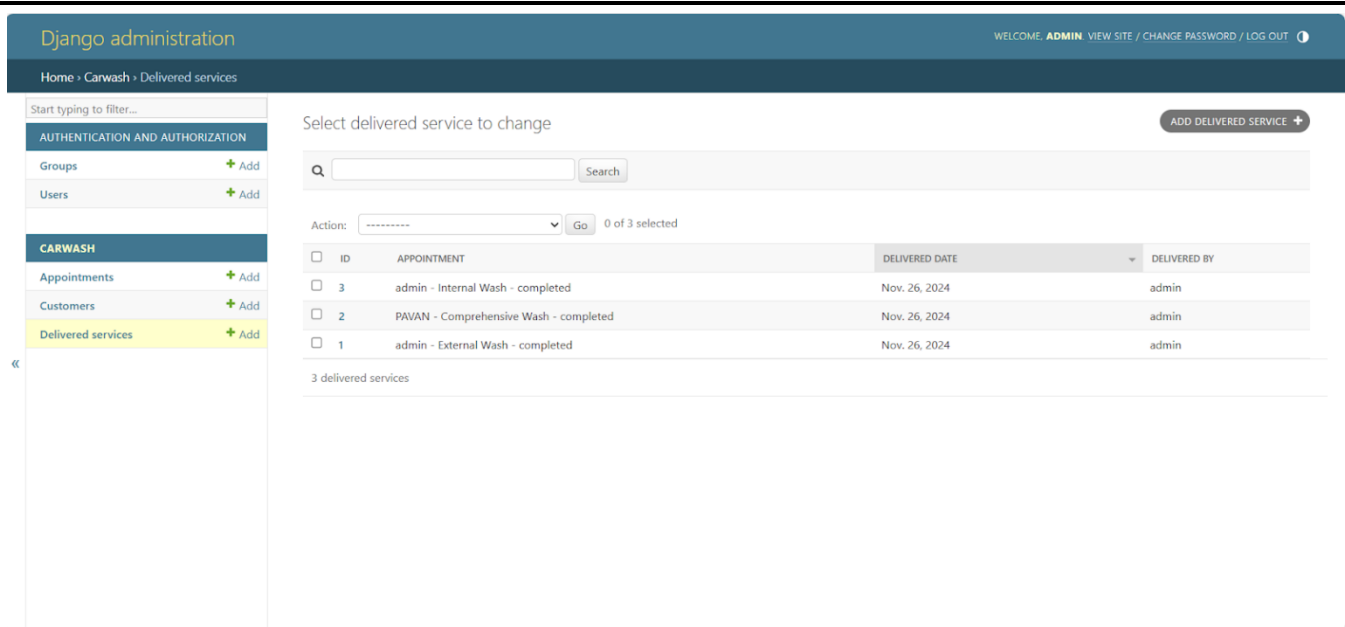 Django administration
WELCOME, ADMIN. VIEW SITE / CHANGE PASSWORD / LOG OUT
Home › Carwash › Delivered services
Start typing to filter...
AUTHENTICATION AND AUTHORIZATION
Groups + Add
Users + Add
CARWASH
Appointments + Add
Customers + Add
Delivered services + Add
«
Select delivered service to change
ADD DELIVERED SERVICE +
Search
Action: --------- Go 0 of 3 selected
ID APPOINTMENT DELIVERED DATE DELIVERED BY
3 admin - Internal Wash - completed Nov. 26, 2024 admin
2 PAVAN - Comprehensive Wash - completed Nov. 26, 2024 admin
1 admin - External Wash - completed Nov. 26, 2024 admin
3 delivered services